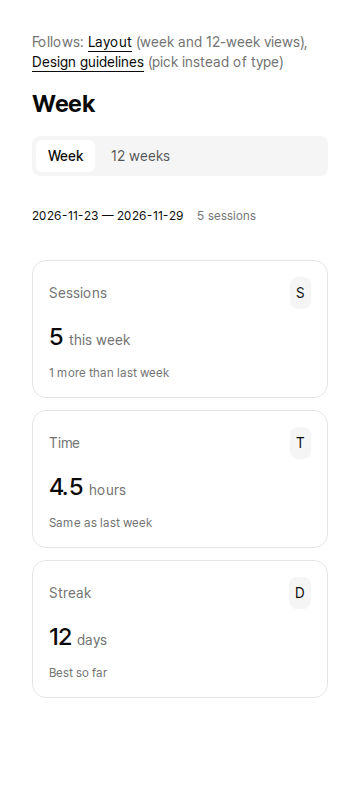 Follows: Layout (week and 12-week views),
Design guidelines (pick instead of type)
Week
Week 12 weeks
2026-11-23 — 2026-11-29 5 sessions
Sessions S
5 this week
1 more than last week
Time T
4.5 hours
Same as last week
Streak D
12 days
Best so far